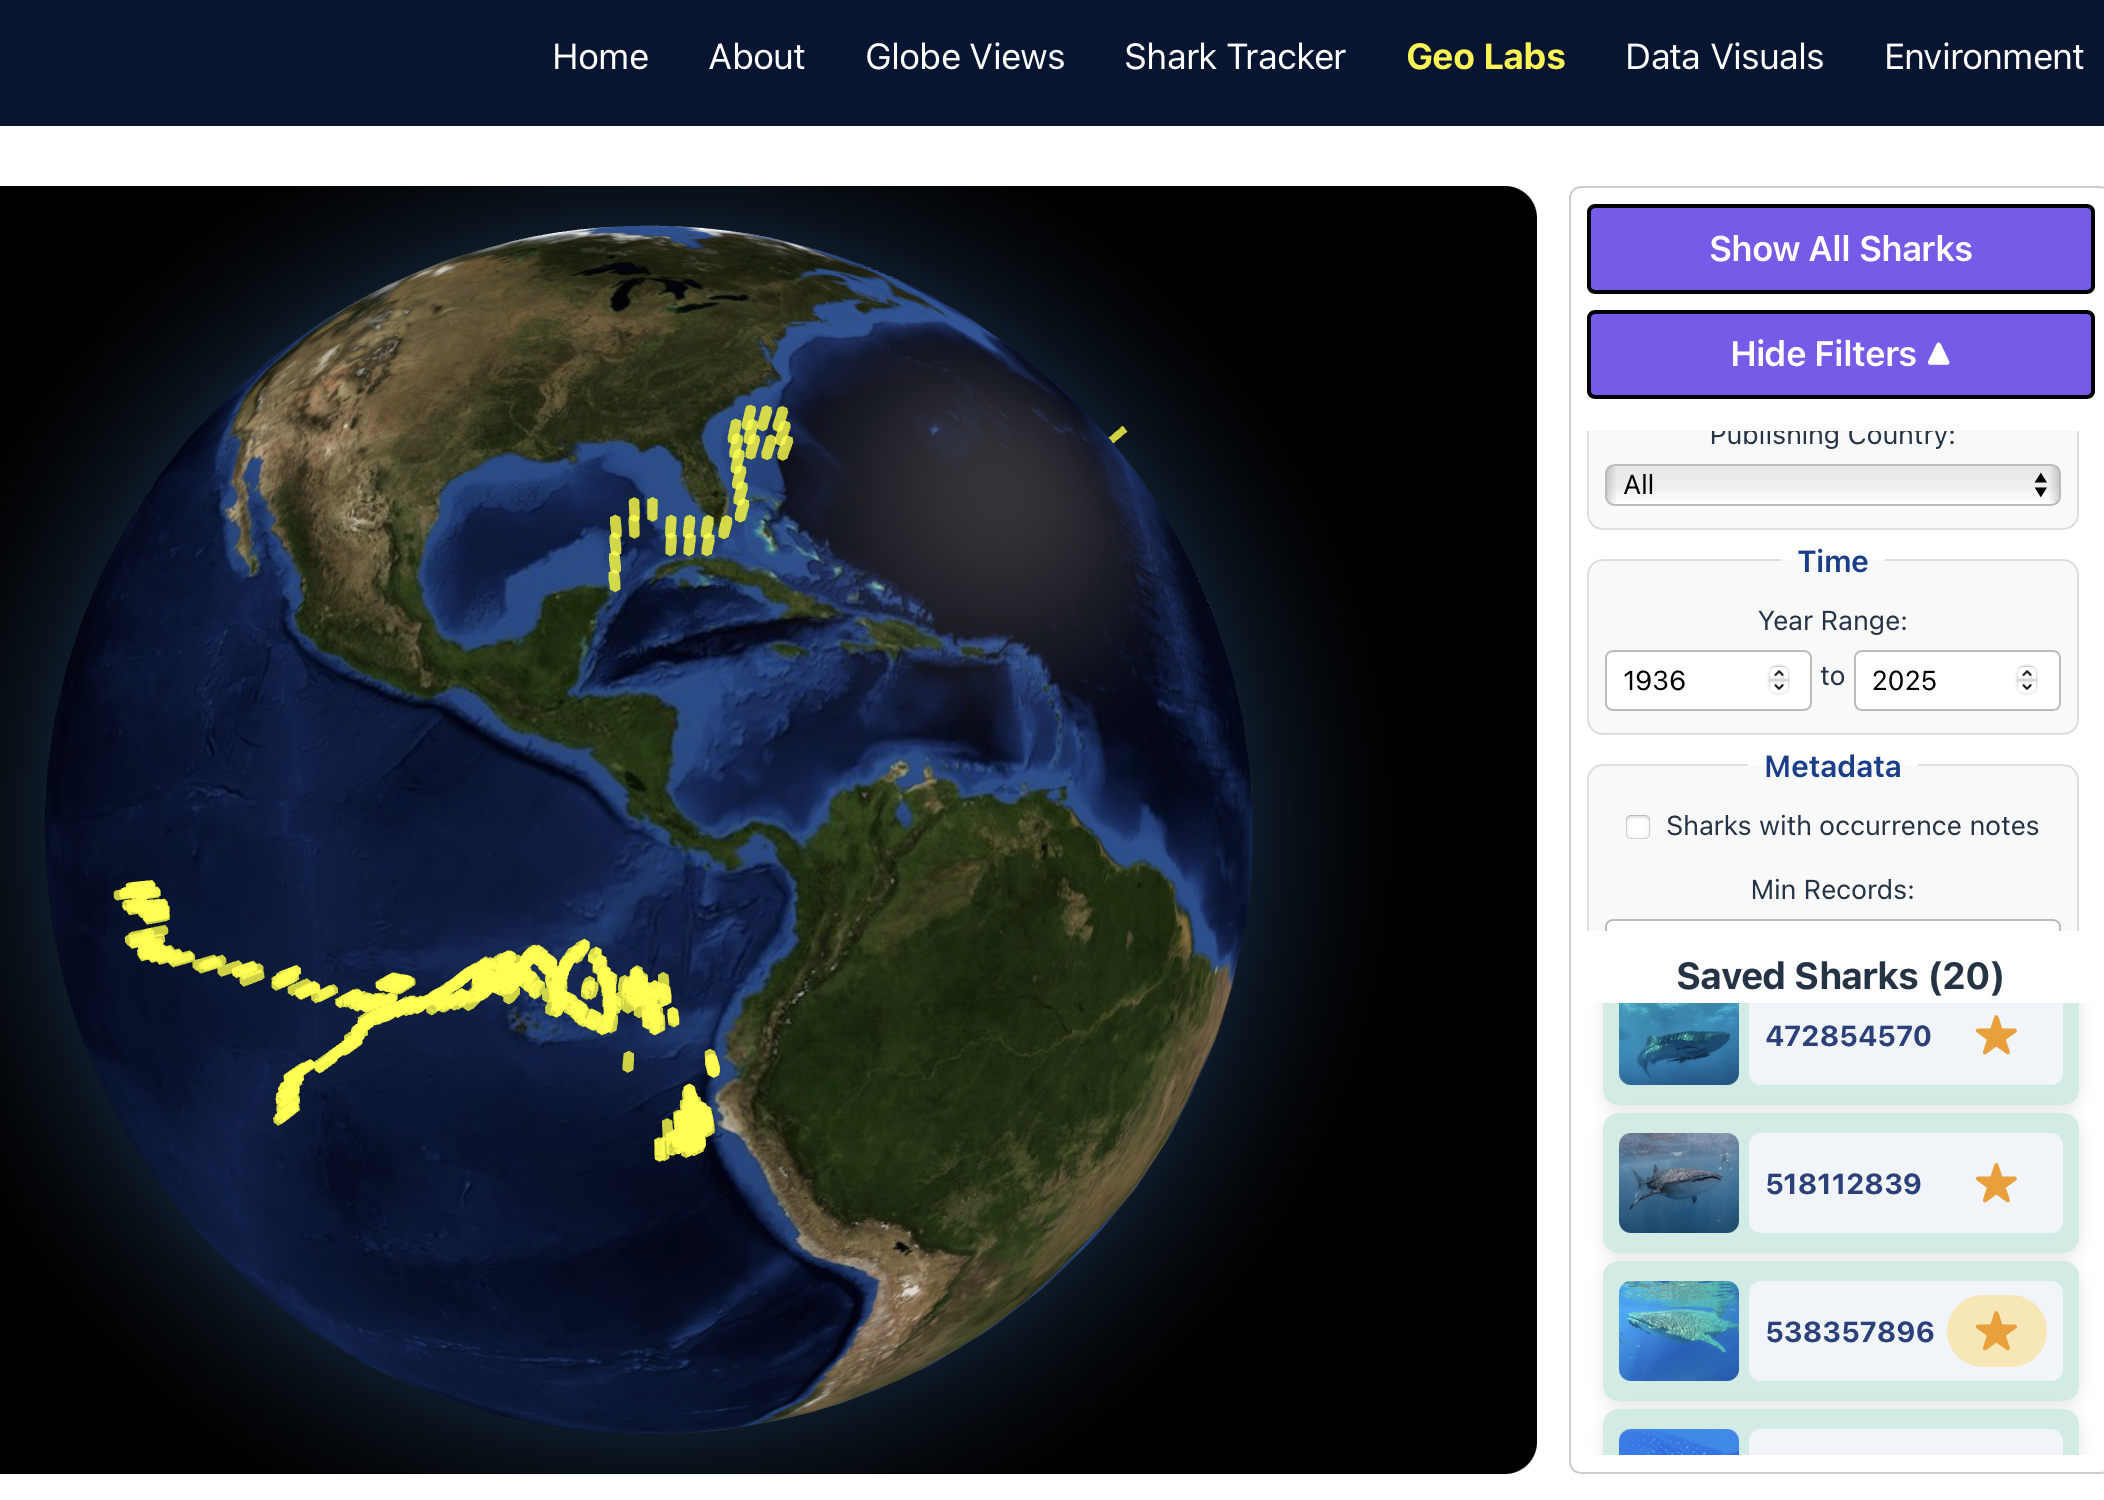 Home About Globe Views Shark Tracker Geo Labs Data Visuals Environment
Show All Sharks
Hide Filters ▲
Publishing Country:
All
Time
Year Range:
1936 to 2025
Metadata
Sharks with occurrence notes
Min Records:
Saved Sharks (20)
472854570
518112839
538357896